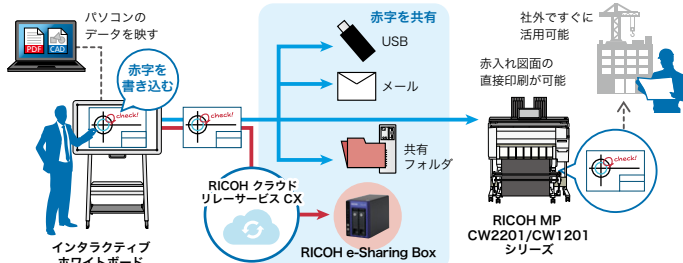 パソコンの
データを映す
PDF
CAD
赤字を
書き込む
check!
インタラクティブ
ホワイトボード
check!
赤字を共有
USB
メール
共有
フォルダ
RICOH クラウド
リレーサービス CX
RICOH e-Sharing Box
赤入れ図面の
直接印刷が可能
RICOH MP
CW2201/CW1201
シリーズ
社外ですぐに
活用可能
check!